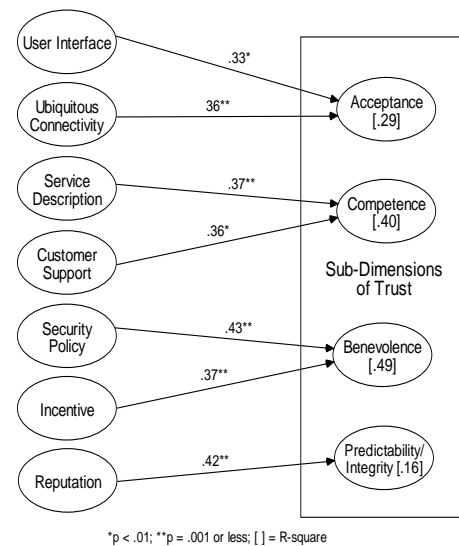 User Interface
.33*
Ubiquitous
Connectivity
36**
Acceptance
[.29]
Service
Description
.37**
Competence
[.40]
Customer
Support
.36*
Sub-Dimensions
of Trust
Security
Policy
.43**
Benevolence
[.49]
Incentive
.37**
Reputation
.42**
Predictability/
Integrity [.16]
*p < .01; **p = .001 or less; [ ] = R-square